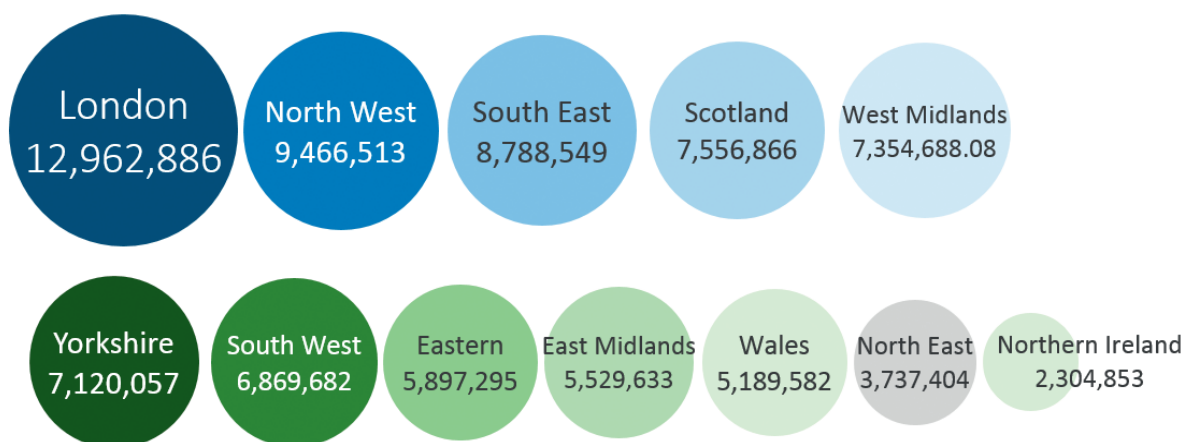 London
12,962,886
North West
9,466,513
South East
8,788,549
Scotland
7,556,866
West Midlands
7,354,688.08
Yorkshire
7,120,057
South West
6,869,682
Eastern
5,897,295
East Midlands
5,529,633
Wales
5,189,582
North East
3,737,404
Northern Ireland
2,304,853